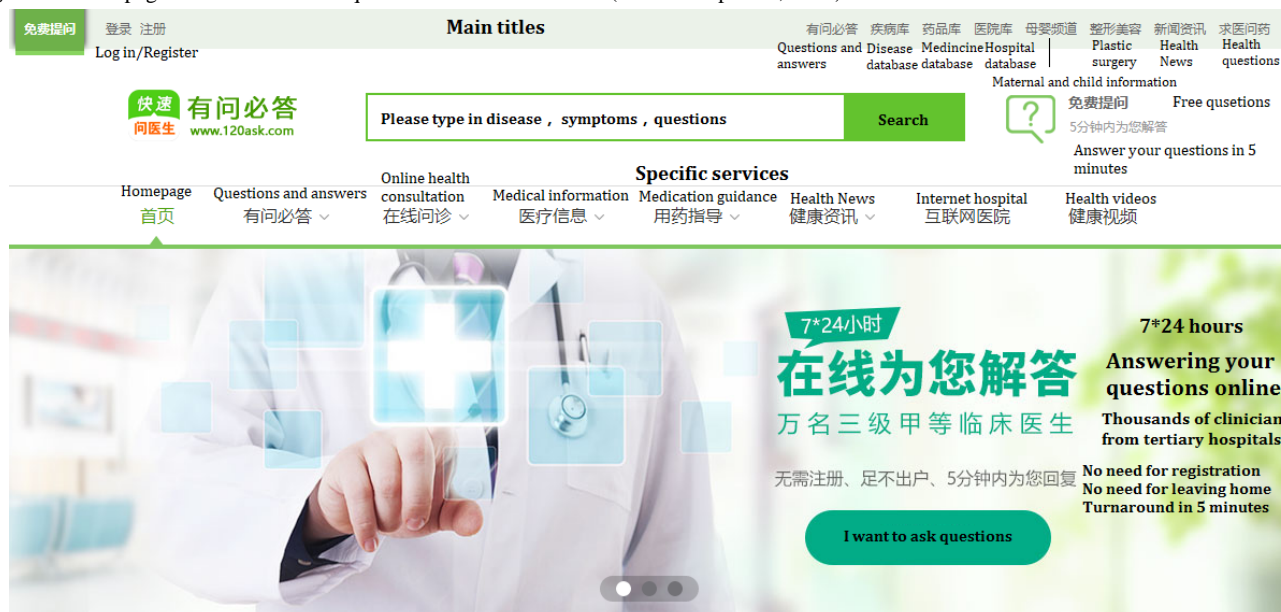 免费提问 登录 注册 Main titles 有问必答 疾病库 药品库 医院库 母婴频道 整形美容 新闻资讯 求医问药
Log in/Register Questions and answers Disease database Medincine database Hospital database Plastic surgery Health News Health questions
Maternal and child information
快速 问医生 有问必答 www.120ask.com
Please type in disease , symptoms , questions Search
免费提问 Free qusetions
5分钟内为您解答
Answer your questions in 5 minutes
Specific services
Homepage Questions and answers Online health consultation Medical information Medication guidance Health News Internet hospital Health videos
首页 有问必答 在线问诊 医疗信息 用药指导 健康资讯 互联网医院 健康视频
7*24小时 7*24 hours
在线为您解答 Answering your questions online
万名三级甲等临床医生 Thousands of clinician from tertiary hospitals
无需注册、足不出户、5分钟内为您回复
No need for registration
No need for leaving home
Turnaround in 5 minutes
I want to ask questions